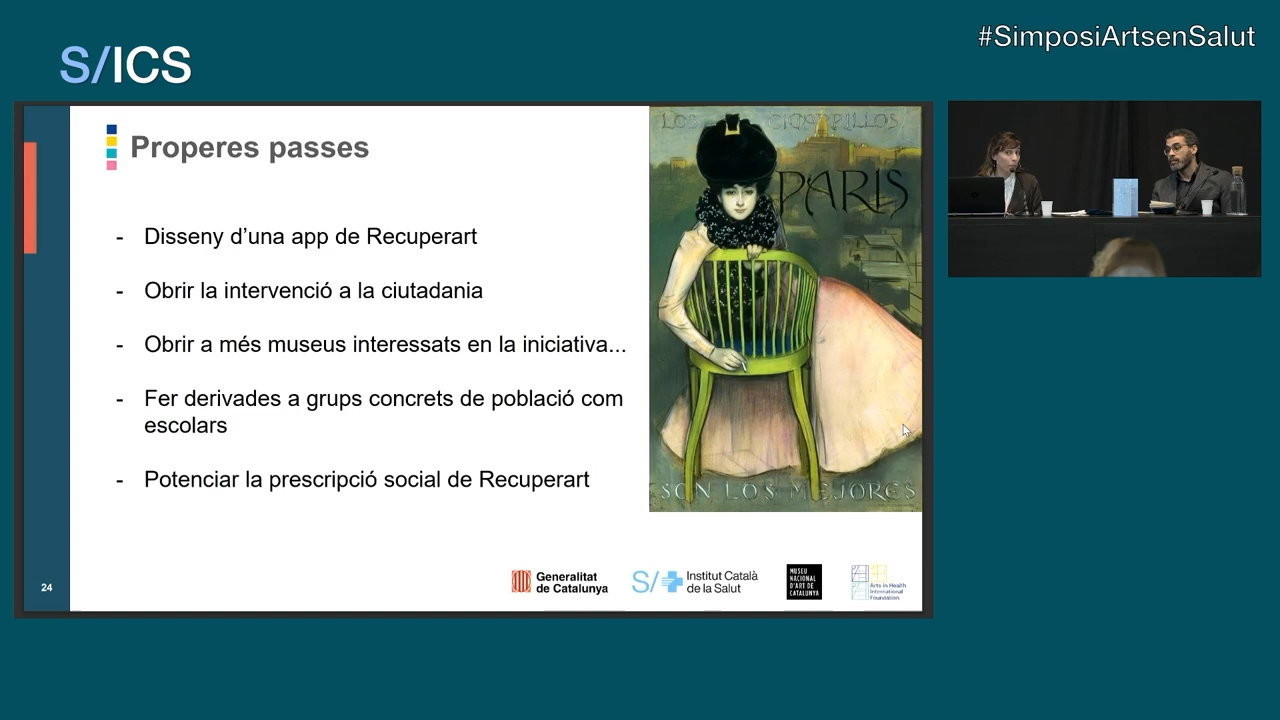 #SimposiArtsenSalut
S/ICS
Properes passes
- Disseny d’una app de Recuperart
- Obrir la intervenció a la ciutadania
- Obrir a més museus interessats en la iniciativa...
- Fer derivades a grups concrets de població com
escolars
- Potenciar la prescripció social de Recuperart
LOS CIGARRILLOS
PARIS
SON LOS MEJORES
24
Generalitat
de Catalunya
S/
Institut Català
de la Salut
MUSEU
NACIONAL
D'ART DE
CATALUNYA
Arts in Health
International
Foundation